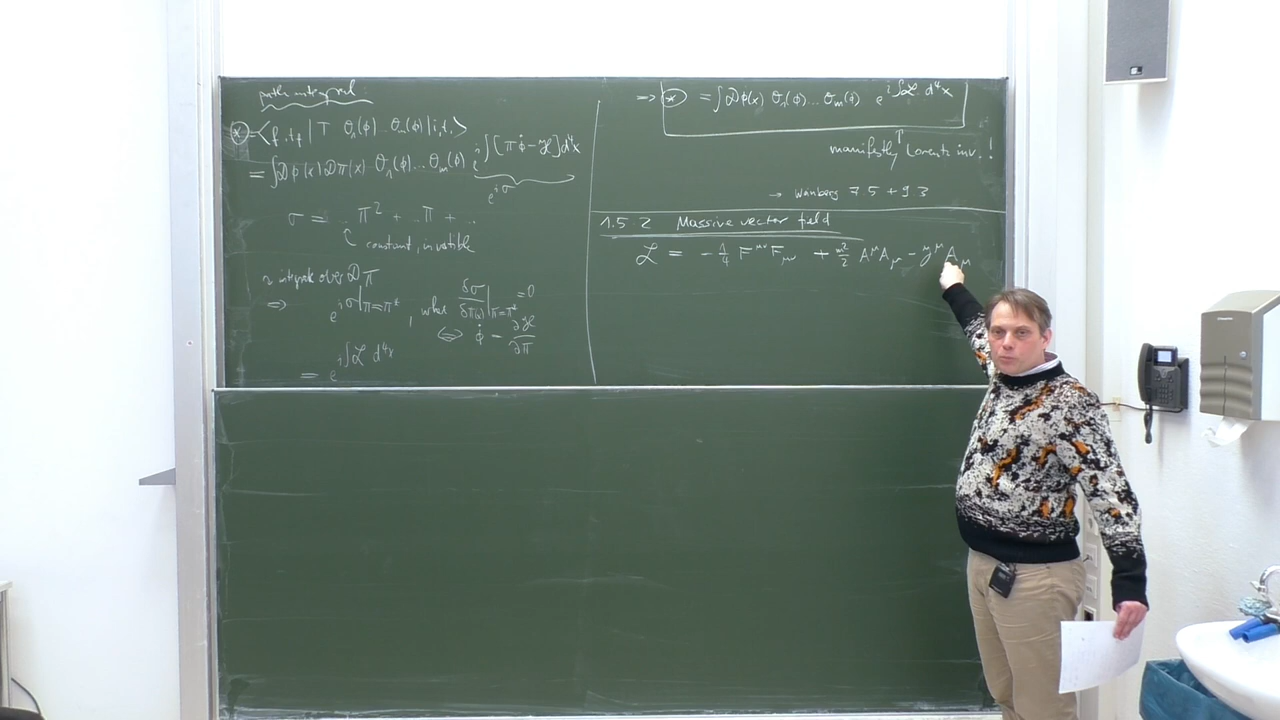 path integral:
(*) = <f,t_f | T O_1(φ) ... O_m(φ) | i,t_i>
= ∫ Dφ(x) Dπ(x) O_1(φ) ... O_m(φ) e^{i∫[πφ̇ - ℋ]d⁴x}
e^{iσ}
σ = .. π² + .. π + ..
constant, invertible
integrate over Dπ
⇒ e^{iσ|π=π*}, where δσ/δπ(x)|π=π* = 0
⇔ φ̇ - ∂ℋ/∂π
= e^{i∫ℒ d⁴x}
⇒ (*) = ∫ Dφ(x) O_1(φ) ... O_m(φ) e^{i∫ℒ d⁴x}
↑
manifestly Lorentz inv. !
→ Weinberg 7.5 + 9.3
1.5.2 Massive vector field
ℒ = - 1/4 F^{μν} F_{μν} + m²/2 A^μ A_μ - J^μ A_μ